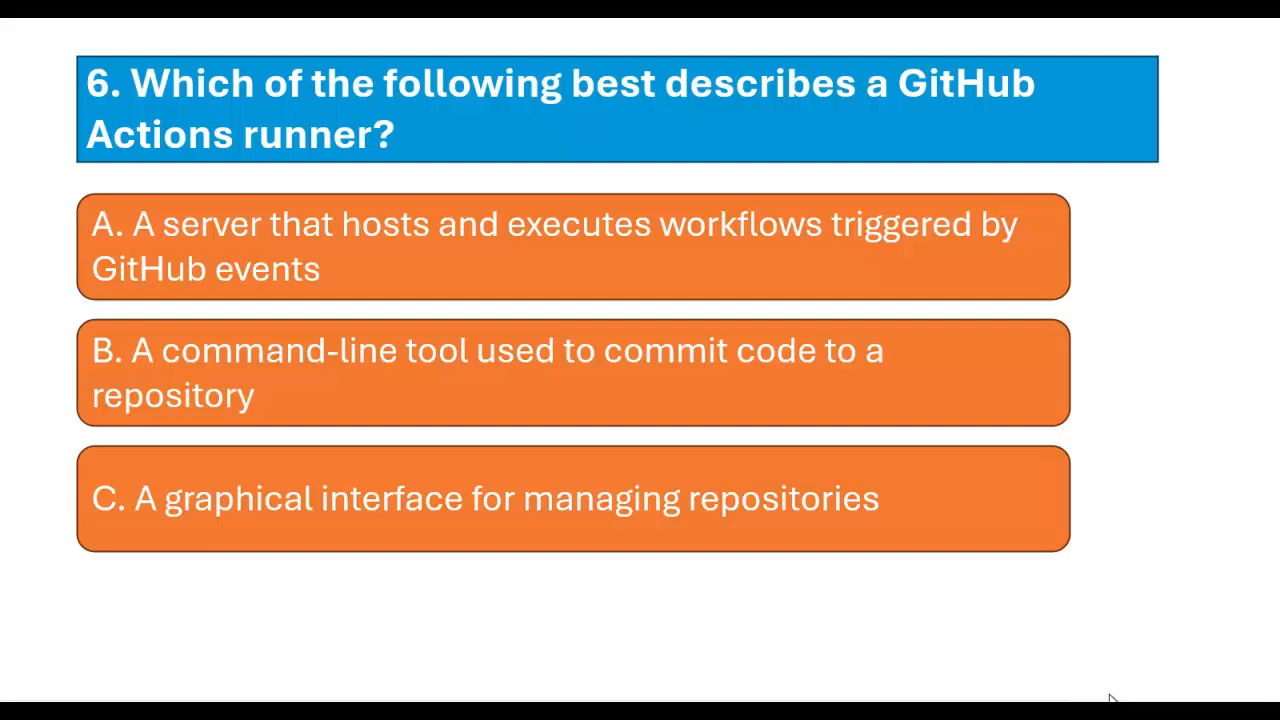 6. Which of the following best describes a GitHub
Actions runner?
A. A server that hosts and executes workflows triggered by
GitHub events
B. A command-line tool used to commit code to a
repository
C. A graphical interface for managing repositories